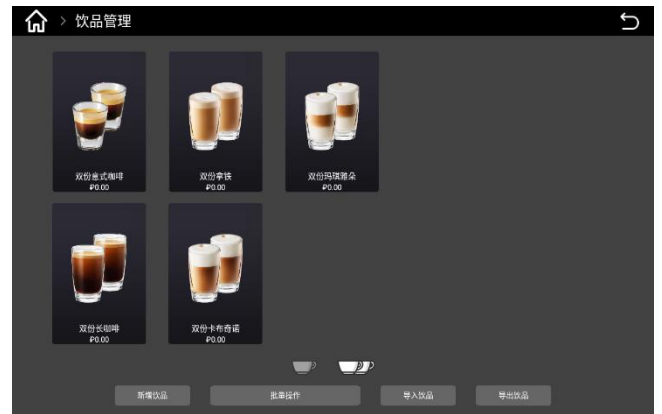 > 饮品管理
双份意式咖啡
₽0.00
双份拿铁
₽0.00
双份玛琪雅朵
₽0.00
双份长咖啡
₽0.00
双份卡布奇诺
₽0.00
新增饮品
批量操作
导入饮品
导出饮品